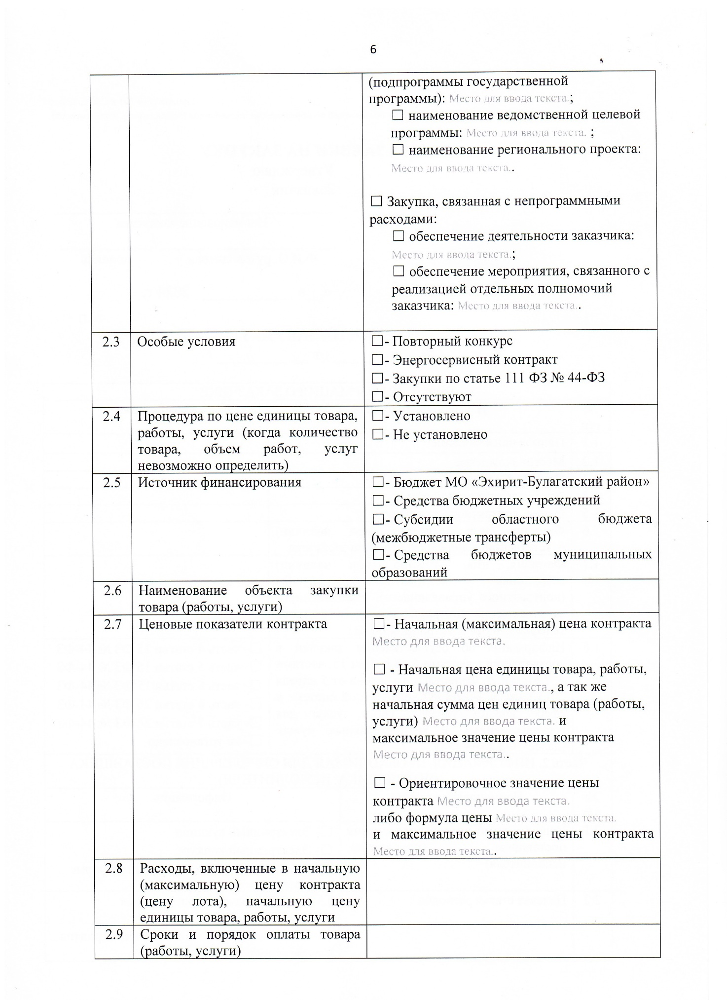 6
(подпрограммы государственной
программы): Место для ввода текста.;
☐ наименование ведомственной целевой
программы: Место для ввода текста. ;
☐ наименование регионального проекта:
Место для ввода текста..
☐ Закупка, связанная с непрограммными
расходами:
☐ обеспечение деятельности заказчика:
Место для ввода текста.;
☐ обеспечение мероприятия, связанного с
реализацией отдельных полномочий
заказчика: Место для ввода текста..
2.3 Особые условия
☐- Повторный конкурс
☐- Энергосервисный контракт
☐- Закупки по статье 111 ФЗ № 44-ФЗ
☐- Отсутствуют
2.4 Процедура по цене единицы товара,
работы, услуги (когда количество
товара, объем работ, услуг
невозможно определить)
☐- Установлено
☐- Не установлено
2.5 Источник финансирования
☐- Бюджет МО «Эхирит-Булагатский район»
☐- Средства бюджетных учреждений
☐- Субсидии областного бюджета
(межбюджетные трансферты)
☐- Средства бюджетов муниципальных
образований
2.6 Наименование объекта закупки
товара (работы, услуги)
2.7 Ценовые показатели контракта
☐- Начальная (максимальная) цена контракта
Место для ввода текста.
☐ - Начальная цена единицы товара, работы,
услуги Место для ввода текста., а так же
начальная сумма цен единиц товара (работы,
услуги) Место для ввода текста. и
максимальное значение цены контракта
Место для ввода текста..
☐ - Ориентировочное значение цены
контракта Место для ввода текста.
либо формула цены Место для ввода текста.
и максимальное значение цены контракта
Место для ввода текста..
2.8 Расходы, включенные в начальную
(максимальную) цену контракта
(цену лота), начальную цену
единицы товара, работы, услуги
2.9 Сроки и порядок оплаты товара
(работы, услуги)